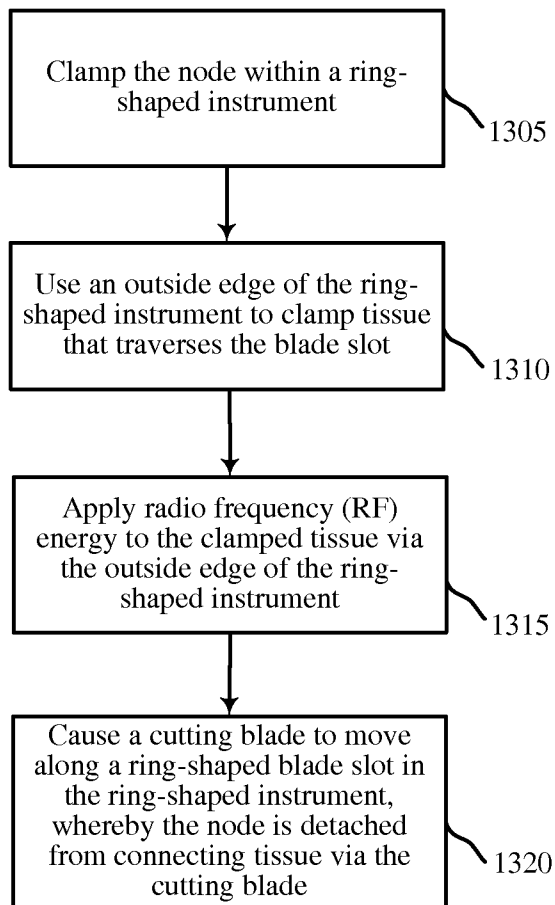 Clamp the node within a ring-
shaped instrument
1305
Use an outside edge of the ring-
shaped instrument to clamp tissue
that traverses the blade slot
1310
Apply radio frequency (RF)
energy to the clamped tissue via
the outside edge of the ring-
shaped instrument
1315
Cause a cutting blade to move
along a ring-shaped blade slot in
the ring-shaped instrument,
whereby the node is detached
from connecting tissue via the
cutting blade
1320